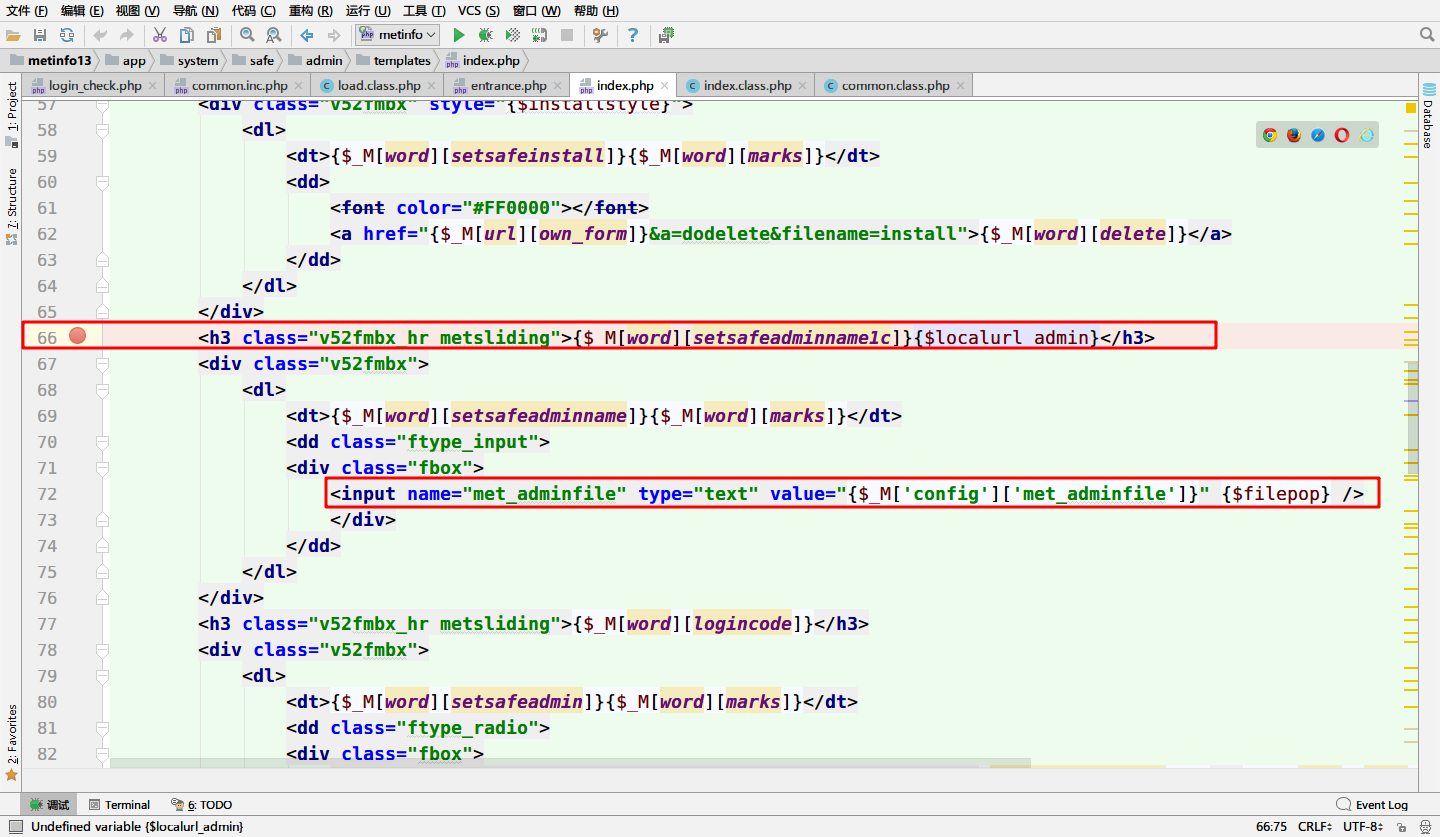 文件 (F) 编辑 (E) 视图 (V) 导航 (N) 代码 (C) 重构 (R) 运行 (U) 工具 (T) VCS (S) 窗口 (W) 帮助 (H)
metinfo
metinfo13 app system safe admin templates index.php
login_check.php common.inc.php load.class.php entrance.php index.php index.class.php common.class.php
1: Project
7: Structure
2: Favorites
Database
57 <div class="v52fmbx" style="{$installstyle}">
58 <dl>
59 <dt>{$_M[word][setsafeinstall]}{$_M[word][marks]}</dt>
60 <dd>
61 <font color="#FF0000"></font>
62 <a href="{$_M[url][own_form]}&a=dodelete&filename=install">{$_M[word][delete]}</a>
63 </dd>
64 </dl>
65 </div>
66 <h3 class="v52fmbx_hr metsliding">{$_M[word][setsafeadminname1c]}{$localurl_admin}</h3>
67 <div class="v52fmbx">
68 <dl>
69 <dt>{$_M[word][setsafeadminname]}{$_M[word][marks]}</dt>
70 <dd class="ftype_input">
71 <div class="fbox">
72 <input name="met_adminfile" type="text" value="{$_M['config']['met_adminfile']}" {$filepop} />
73 </div>
74 </dd>
75 </dl>
76 </div>
77 <h3 class="v52fmbx_hr metsliding">{$_M[word][logincode]}</h3>
78 <div class="v52fmbx">
79 <dl>
80 <dt>{$_M[word][setsafeadmin]}{$_M[word][marks]}</dt>
81 <dd class="ftype_radio">
82 <div class="fbox">
调试 Terminal 6: TODO Event Log
Undefined variable {$localurl_admin} 66:75 CRLF UTF-8